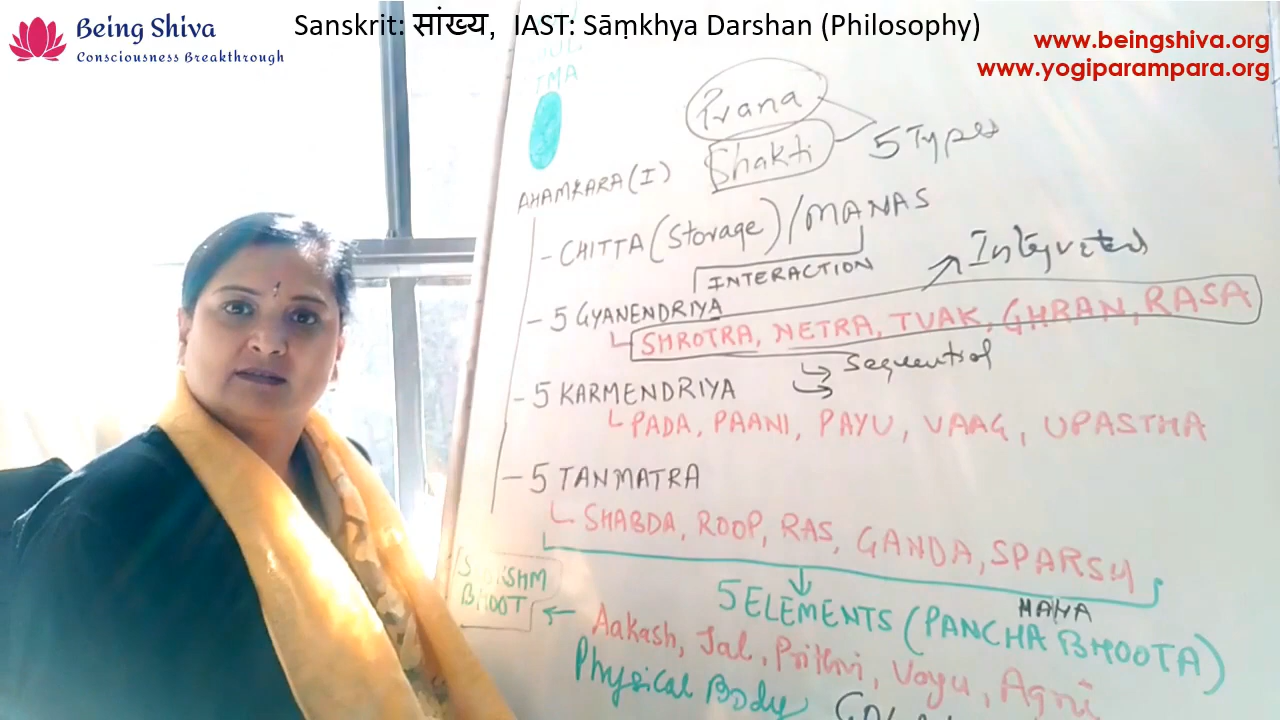 Being Shiva
Consciousness Breakthrough
Sanskrit: सांख्य, IAST: Sāṃkhya Darshan (Philosophy)
www.beingshiva.org
www.yogiparampara.org
TMA
Prana
Shakti
5 Types
AHAMKARA (I)
- CHITTA (Storage) / MANAS
INTERACTION
Integrated
- 5 GYANENDRIYA
SHROTRA, NETRA, TVAK, GHRAN, RASA
Sequential
- 5 KARMENDRIYA
PADA, PAANI, PAYU, VAAG, UPASTHA
- 5 TANMATRA
SHABDA, ROOP, RAS, GANDA, SPARSH
5 ELEMENTS (PANCHA MAHA BHOOTA)
BHOOT
Aakash, Jal, Prithvi, Vayu, Agni
Physical Body